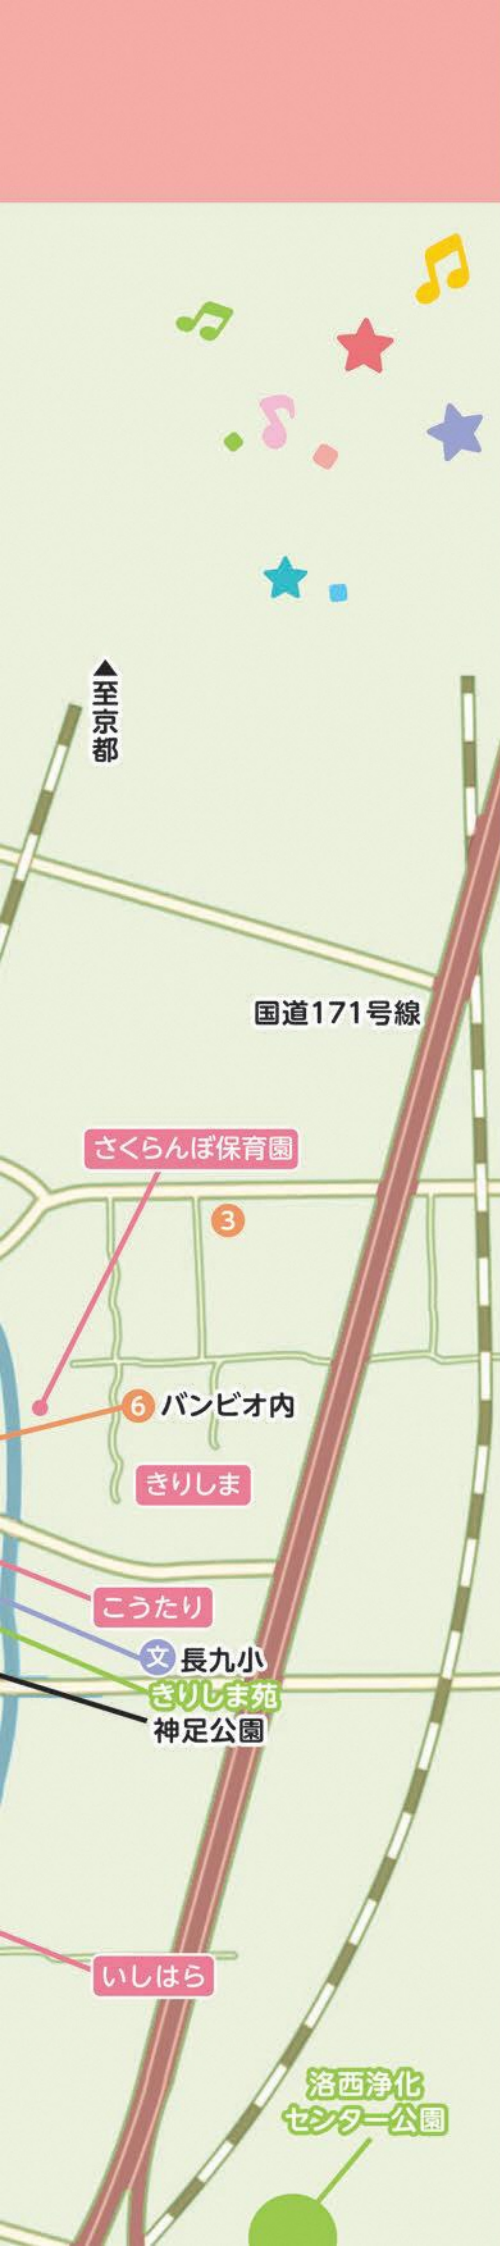 ▲至京都
国道171号線
さくらんぼ保育園
3
6 バンビオ内
きりしま
こうたり
文 長九小
きりしま苑
神足公園
いしはら
洛西浄化
センター公園